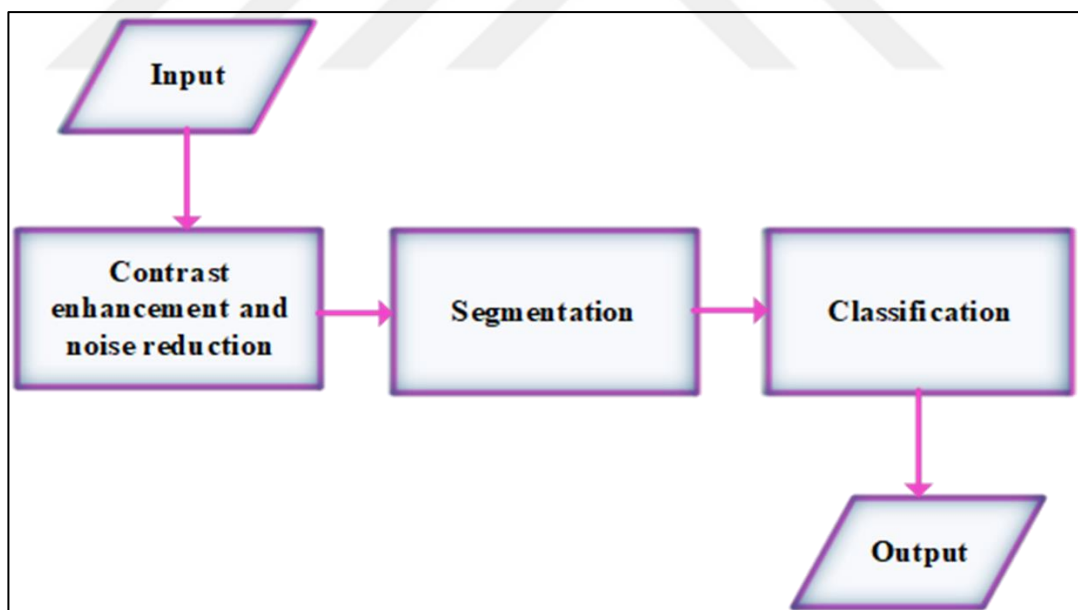 Input
Contrast
enhancement and
noise reduction
Segmentation
Classification
Output